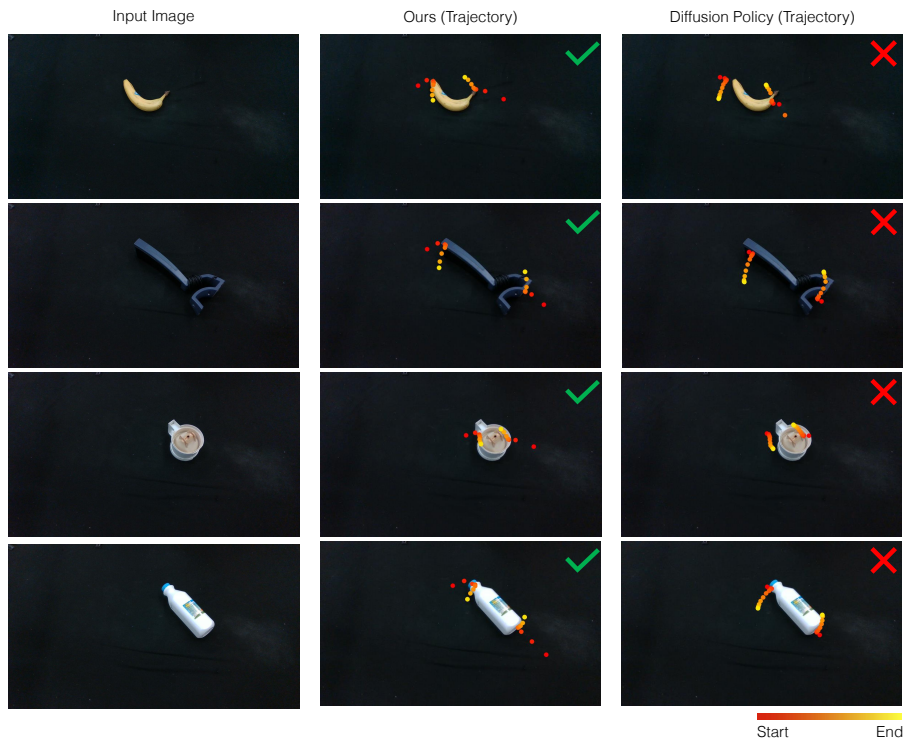 Input Image
Ours (Trajectory)
Diffusion Policy (Trajectory)
Start
End